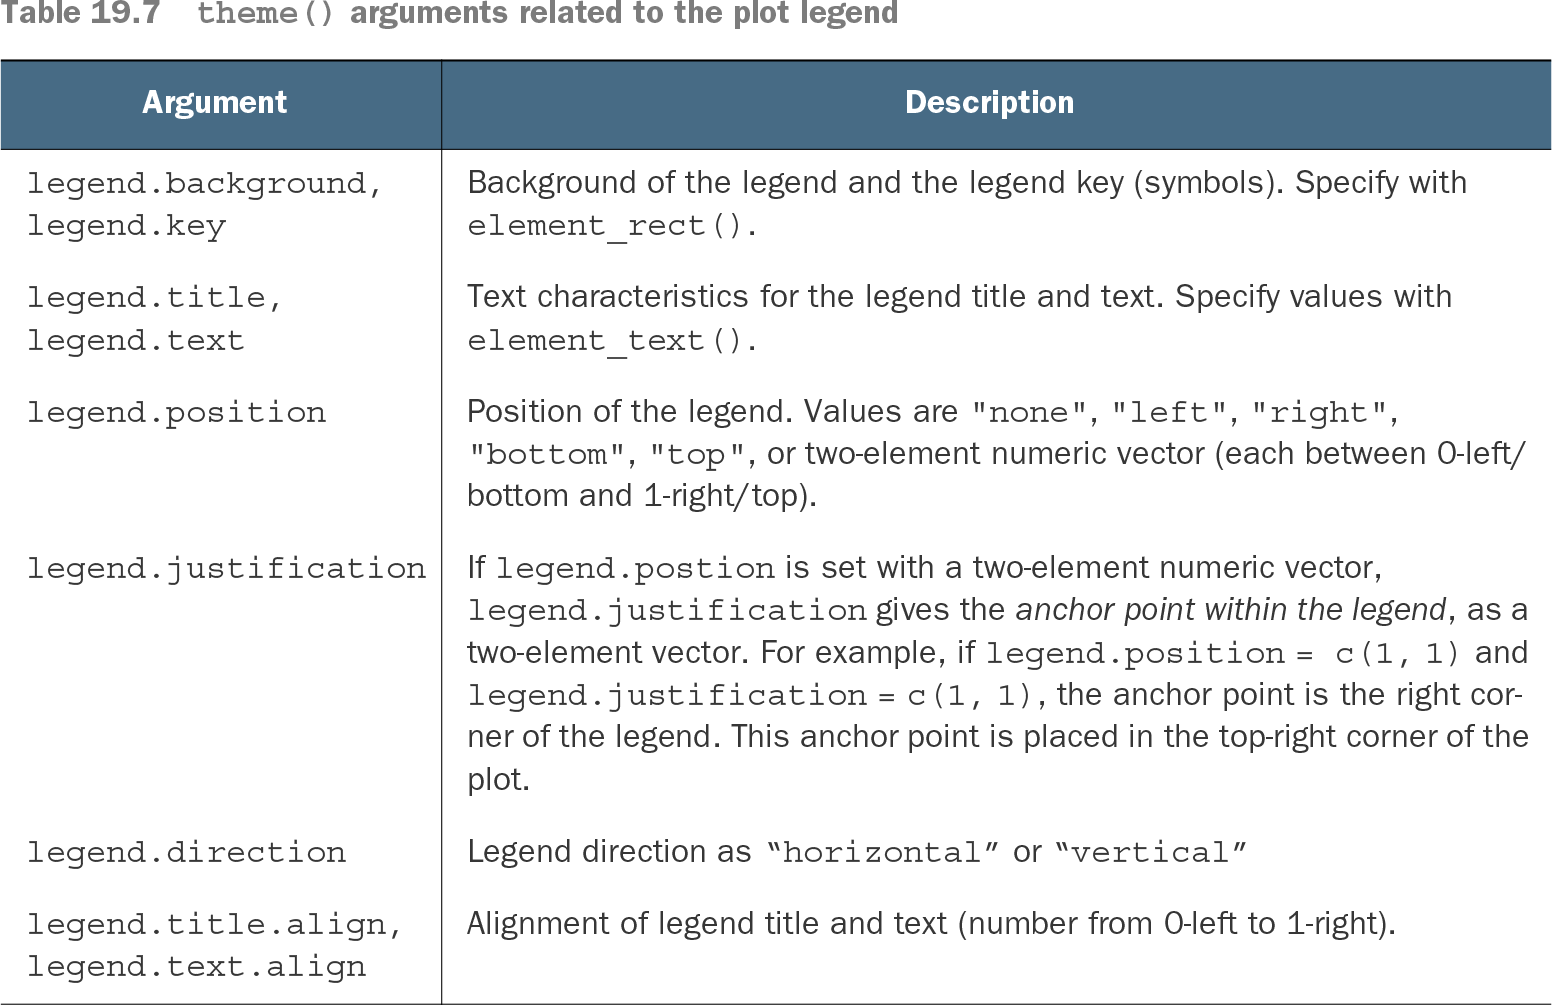 Table 19.7 theme() arguments related to the plot legend
Argument
Description
legend.background,
legend.key
Background of the legend and the legend key (symbols). Specify with
element_rect().
legend.title,
legend.text
Text characteristics for the legend title and text. Specify values with
element_text().
legend.position
Position of the legend. Values are "none", "left", "right",
"bottom", "top", or two-element numeric vector (each between 0-left/
bottom and 1-right/top).
legend.justification
If legend.postion is set with a two-element numeric vector,
legend.justification gives the anchor point within the legend, as a
two-element vector. For example, if legend.position = c(1, 1) and
legend.justification = c(1, 1), the anchor point is the right cor-
ner of the legend. This anchor point is placed in the top-right corner of the
plot.
legend.direction
Legend direction as “horizontal” or “vertical”
legend.title.align,
legend.text.align
Alignment of legend title and text (number from 0-left to 1-right).